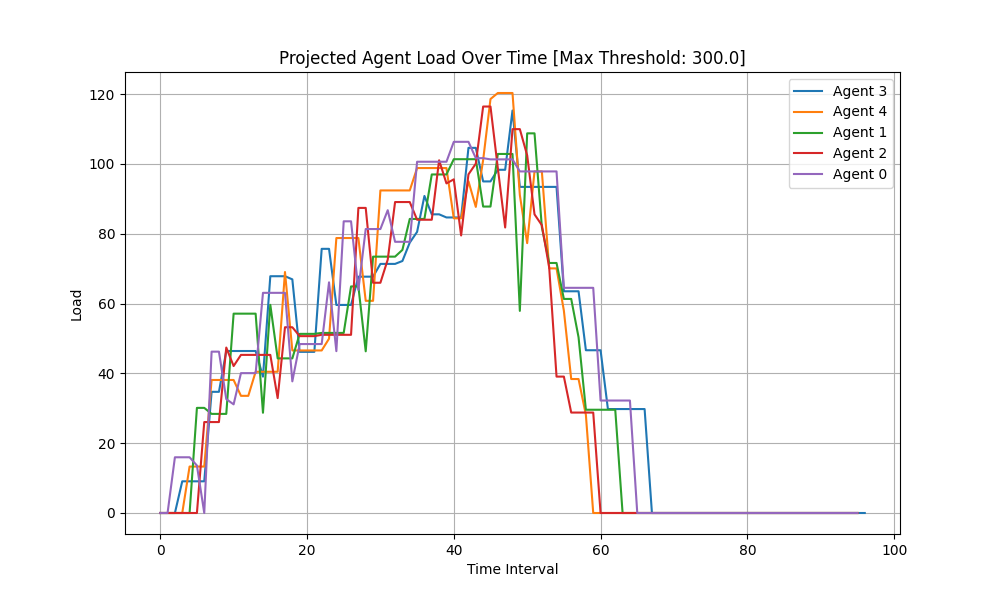 Projected Agent Load Over Time [Max Threshold: 300.0]
Agent 3
Agent 4
Agent 1
Agent 2
Agent 0
Load
120
100
80
60
40
20
0
0 20 40 60 80 100
Time Interval